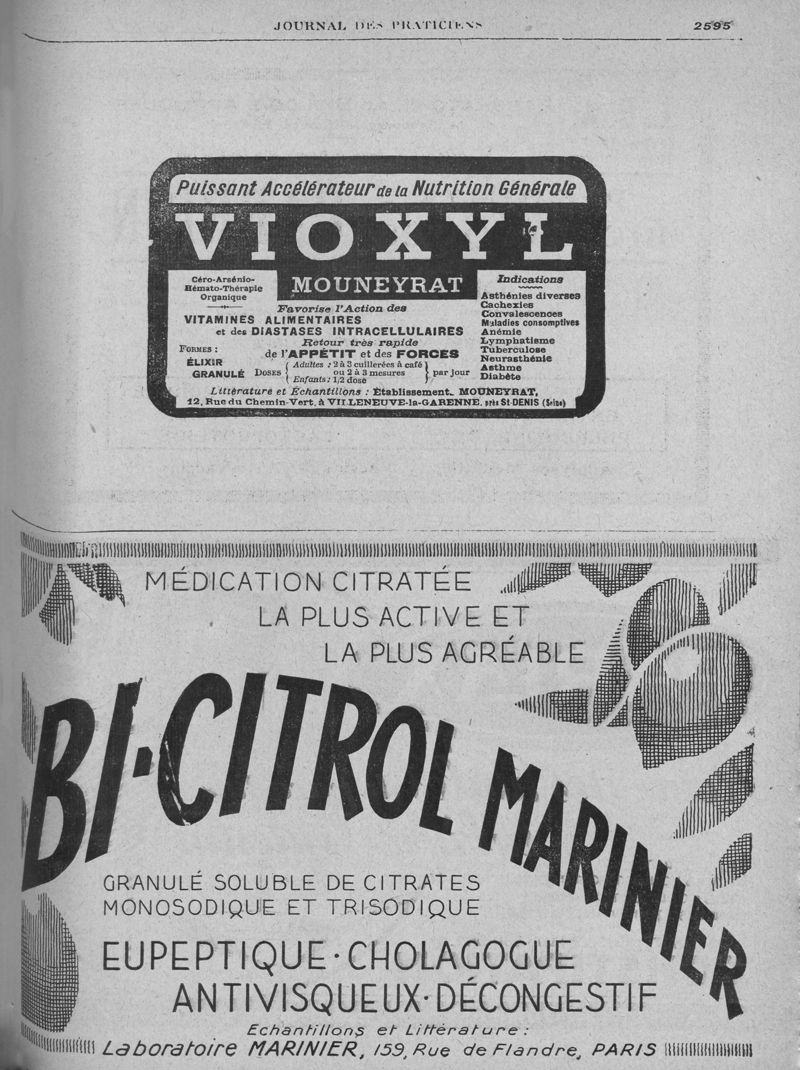 JOURNAL DES PRATICIENS 2595
Puissant Accélérateur de la Nutrition Générale
VIOXYL
MOUNEYRAT
Céro-Arsénio-
Hémato-Thérapie
Organique
Indications
Asthénies diverses
Cachexies
Convalescences
Maladies consomptives
Anémie
Lymphatisme
Tuberculose
Neurasthénie
Asthme
Diabète
Favorise l'Action des
VITAMINES ALIMENTAIRES
et des DIASTASES INTRACELLULAIRES
Retour très rapide
de l'APPÉTIT et des FORCES
FORMES :
ÉLIXIR
GRANULÉ
DOSES { Adultes : 2 à 3 cuillerées à café
ou 2 à 3 mesures
Enfants : 1/2 dose } par jour
Littérature et Échantillons : Établissement. MOUNEYRAT,
12, Rue du Chemin-Vert, à VILLENEUVE-la-GARENNE, près St-DENIS (Seine)
MÉDICATION CITRATÉE
LA PLUS ACTIVE ET
LA PLUS AGRÉABLE
BI-CITROL MARINIER
GRANULÉ SOLUBLE DE CITRATES
MONOSODIQUE ET TRISODIQUE
EUPEPTIQUE · CHOLAGOGUE
ANTIVISQUEUX · DÉCONGESTIF
Echantillons et Littérature :
Laboratoire MARINIER, 159, Rue de Flandre, PARIS